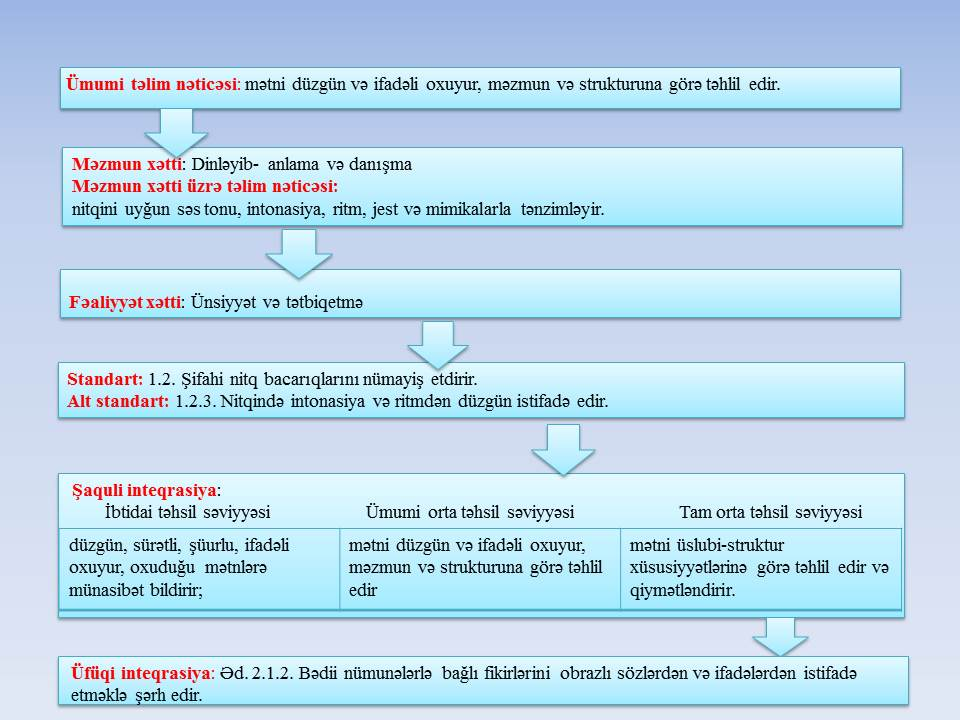 Ümumi təlim nəticəsi: mətni düzgün və ifadəli oxuyur, məzmun və strukturuna görə təhlil edir.
Məzmun xətti: Dinləyib- anlama və danışma
Məzmun xətti üzrə təlim nəticəsi:
nitqini uyğun səs tonu, intonasiya, ritm, jest və mimikalarla tənzimləyir.
Fəaliyyət xətti: Ünsiyyət və tətbiqetmə
Standart: 1.2. Şifahi nitq bacarıqlarını nümayiş etdirir.
Alt standart: 1.2.3. Nitqində intonasiya və ritmdən düzgün istifadə edir.
Şaquli inteqrasiya:
İbtidai təhsil səviyyəsi Ümumi orta təhsil səviyyəsi Tam orta təhsil səviyyəsi
düzgün, sürətli, şüurlu, ifadəli
oxuyur, oxuduğu mətnlərə
münasibət bildirir;
mətni düzgün və ifadəli oxuyur,
məzmun və strukturuna görə təhlil
edir
mətni üslubi-struktur
xüsusiyyətlərinə görə təhlil edir və
qiymətləndirir.
Üfüqi inteqrasiya: Əd. 2.1.2. Bədii nümunələrlə bağlı fikirlərini obrazlı sözlərdən və ifadələrdən istifadə
etməklə şərh edir.